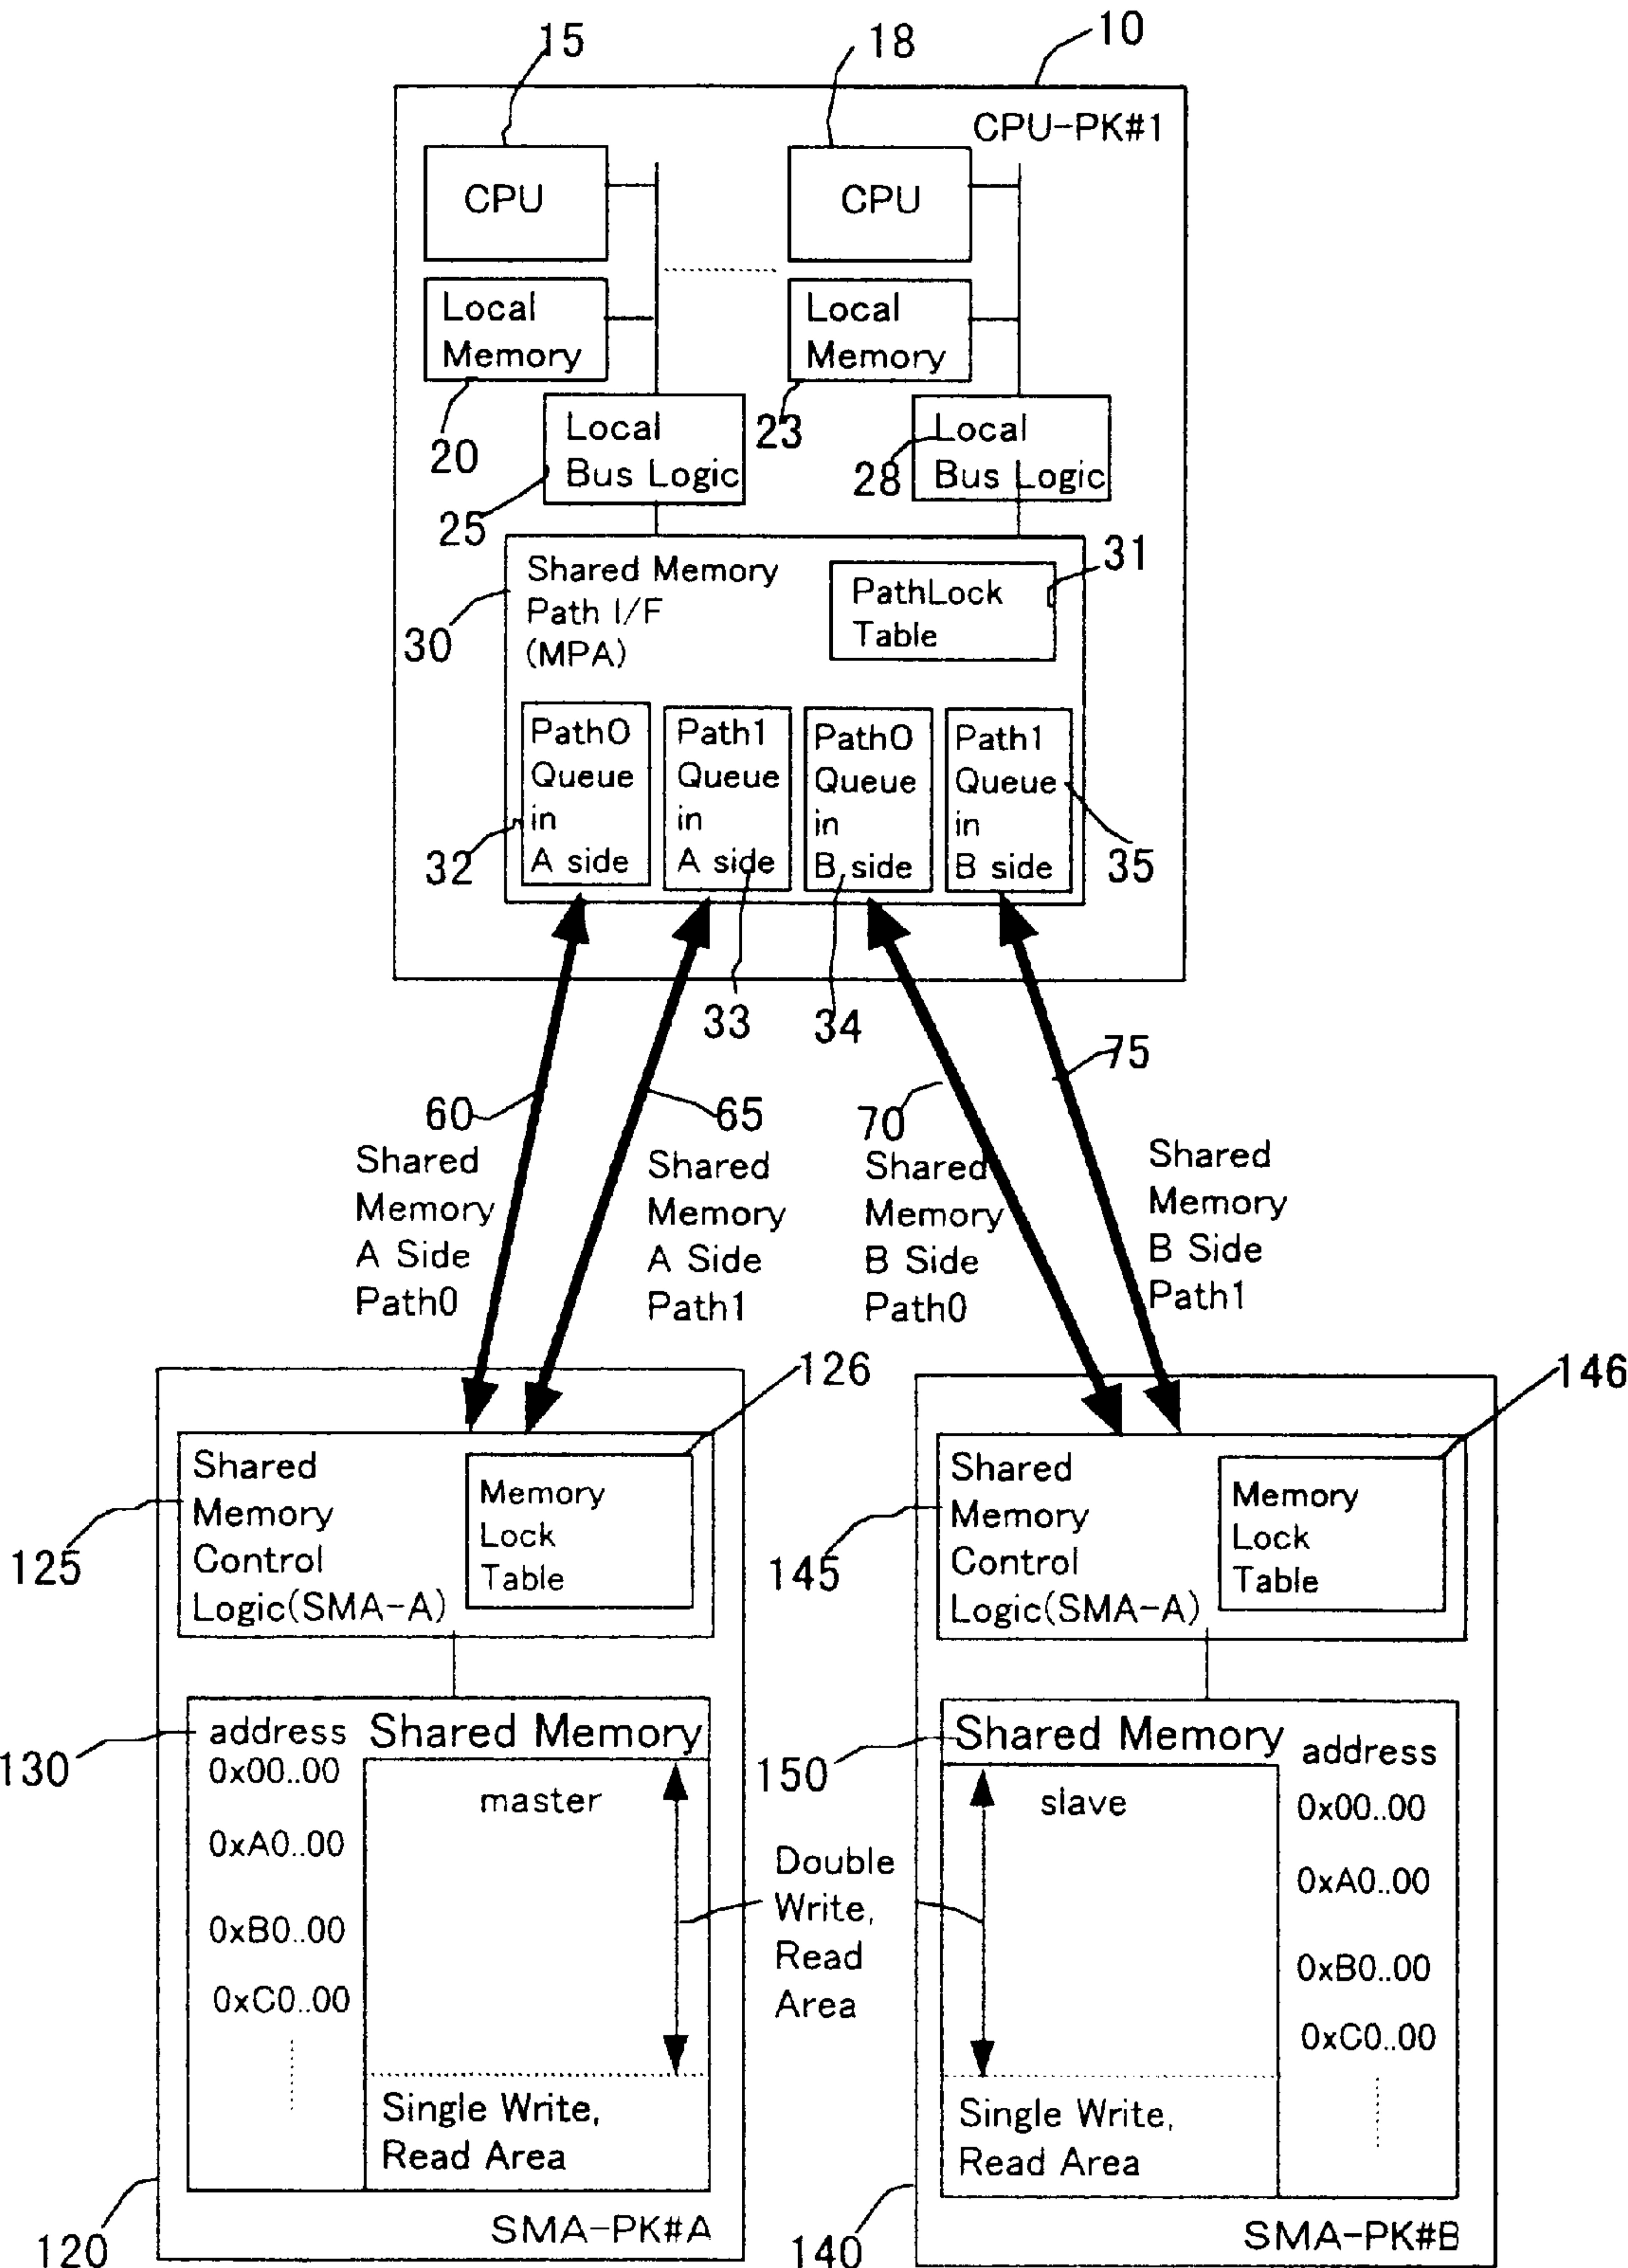 15
18
10
CPU-PK#1
CPU
CPU
Local
Memory
Local
Memory
20
23
Local
Bus Logic
Local
Bus Logic
25
28
Shared Memory
Path I/F
(MPA)
30
PathLock
Table
31
Path0
Queue
in
A side
Path1
Queue
in
A side
Path0
Queue
in
B side
Path1
Queue
in
B side
32
33
34
35
60
65
70
75
Shared
Memory
A Side
Path0
Shared
Memory
A Side
Path1
Shared
Memory
B Side
Path0
Shared
Memory
B Side
Path1
126
146
Shared
Memory
Control
Logic(SMA-A)
Memory
Lock
Table
125
Shared
Memory
Control
Logic(SMA-A)
Memory
Lock
Table
145
130
address
0x00..00
0xA0..00
0xB0..00
0xC0..00
Shared Memory
master
Single Write,
Read Area
Double
Write,
Read
Area
150
Shared Memory
slave
Single Write,
Read Area
address
0x00..00
0xA0..00
0xB0..00
0xC0..00
120
SMA-PK#A
140
SMA-PK#B